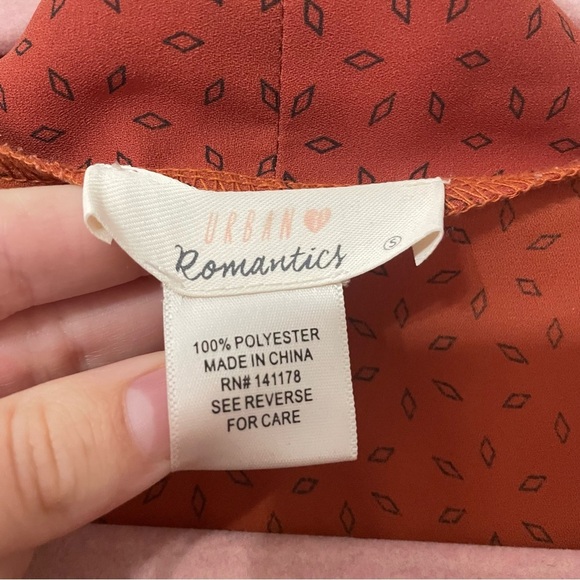 URBAN
Romantics
S
100% POLYESTER
MADE IN CHINA
RN# 141178
SEE REVERSE
FOR CARE